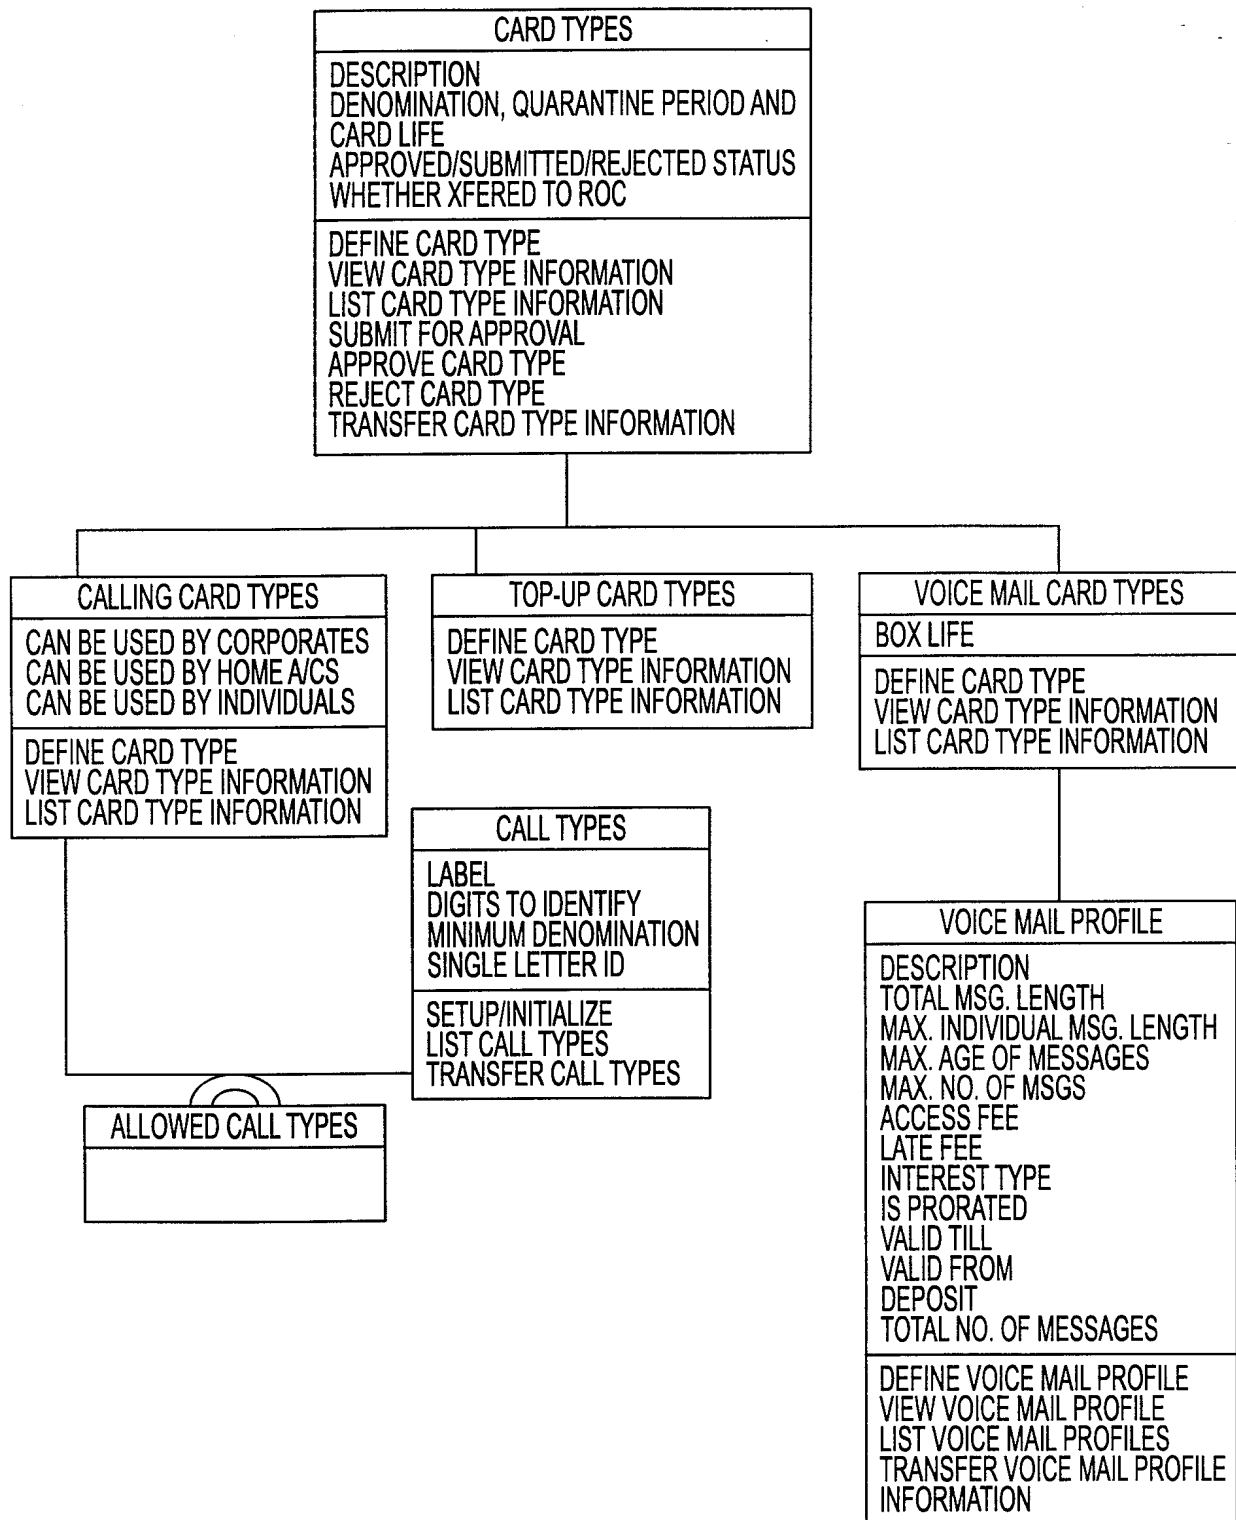 CARD TYPES
DESCRIPTION
DENOMINATION, QUARANTINE PERIOD AND
CARD LIFE
APPROVED/SUBMITTED/REJECTED STATUS
WHETHER XFERED TO ROC
DEFINE CARD TYPE
VIEW CARD TYPE INFORMATION
LIST CARD TYPE INFORMATION
SUBMIT FOR APPROVAL
APPROVE CARD TYPE
REJECT CARD TYPE
TRANSFER CARD TYPE INFORMATION
CALLING CARD TYPES
CAN BE USED BY CORPORATES
CAN BE USED BY HOME A/CS
CAN BE USED BY INDIVIDUALS
DEFINE CARD TYPE
VIEW CARD TYPE INFORMATION
LIST CARD TYPE INFORMATION
TOP-UP CARD TYPES
DEFINE CARD TYPE
VIEW CARD TYPE INFORMATION
LIST CARD TYPE INFORMATION
VOICE MAIL CARD TYPES
BOX LIFE
DEFINE CARD TYPE
VIEW CARD TYPE INFORMATION
LIST CARD TYPE INFORMATION
CALL TYPES
LABEL
DIGITS TO IDENTIFY
MINIMUM DENOMINATION
SINGLE LETTER ID
SETUP/INITIALIZE
LIST CALL TYPES
TRANSFER CALL TYPES
ALLOWED CALL TYPES
VOICE MAIL PROFILE
DESCRIPTION
TOTAL MSG. LENGTH
MAX. INDIVIDUAL MSG. LENGTH
MAX. AGE OF MESSAGES
MAX. NO. OF MSGS
ACCESS FEE
LATE FEE
INTEREST TYPE
IS PRORATED
VALID TILL
VALID FROM
DEPOSIT
TOTAL NO. OF MESSAGES
DEFINE VOICE MAIL PROFILE
VIEW VOICE MAIL PROFILE
LIST VOICE MAIL PROFILES
TRANSFER VOICE MAIL PROFILE
INFORMATION